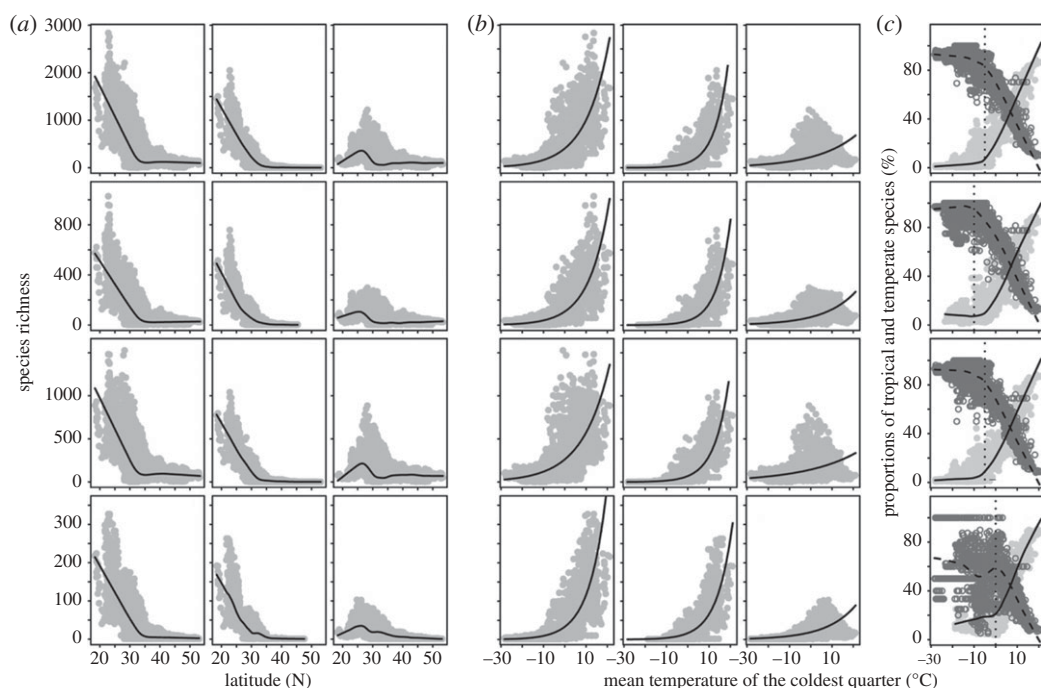 (a)
(b)
(c)
3000
2000
1000
0
800
400
0
1000
500
0
300
200
100
0
species richness
20 30 40 50
20 30 40 50
20 30 40 50
latitude (N)
−30 −10 10
−30 −10 10
−30 −10 10
mean temperature of the coldest quarter (°C)
proportions of tropical and temperate species (%)
80
40
0
80
40
0
80
40
0
80
40
0
−30 −10 10